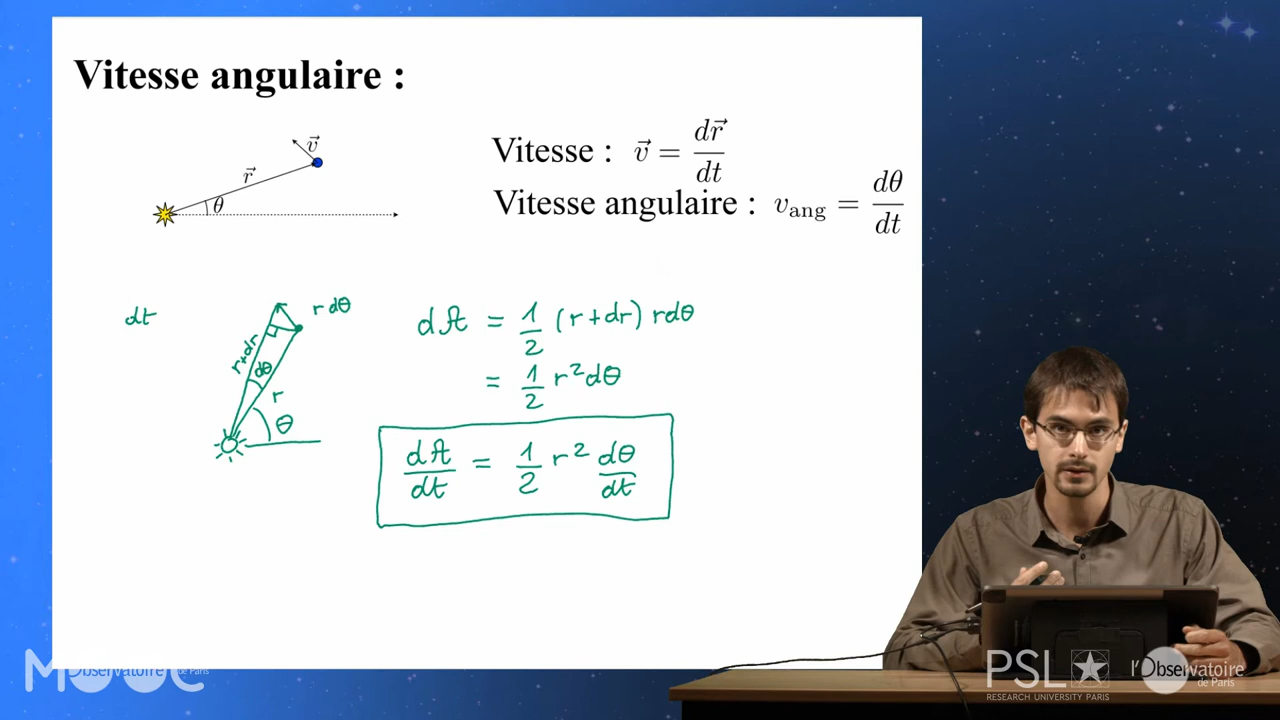 Vitesse angulaire :
v⃗
r⃗
θ
Vitesse : v⃗ = dr⃗/dt
Vitesse angulaire : v_ang = dθ/dt
dt
r dθ
r+dr
dθ
r
θ
dA = 1/2 (r+dr) rdθ
= 1/2 r² dθ
dA/dt = 1/2 r² dθ/dt
MOOC
l'Observatoire de Paris
PSL
RESEARCH UNIVERSITY PARIS
l'Observatoire
de Paris